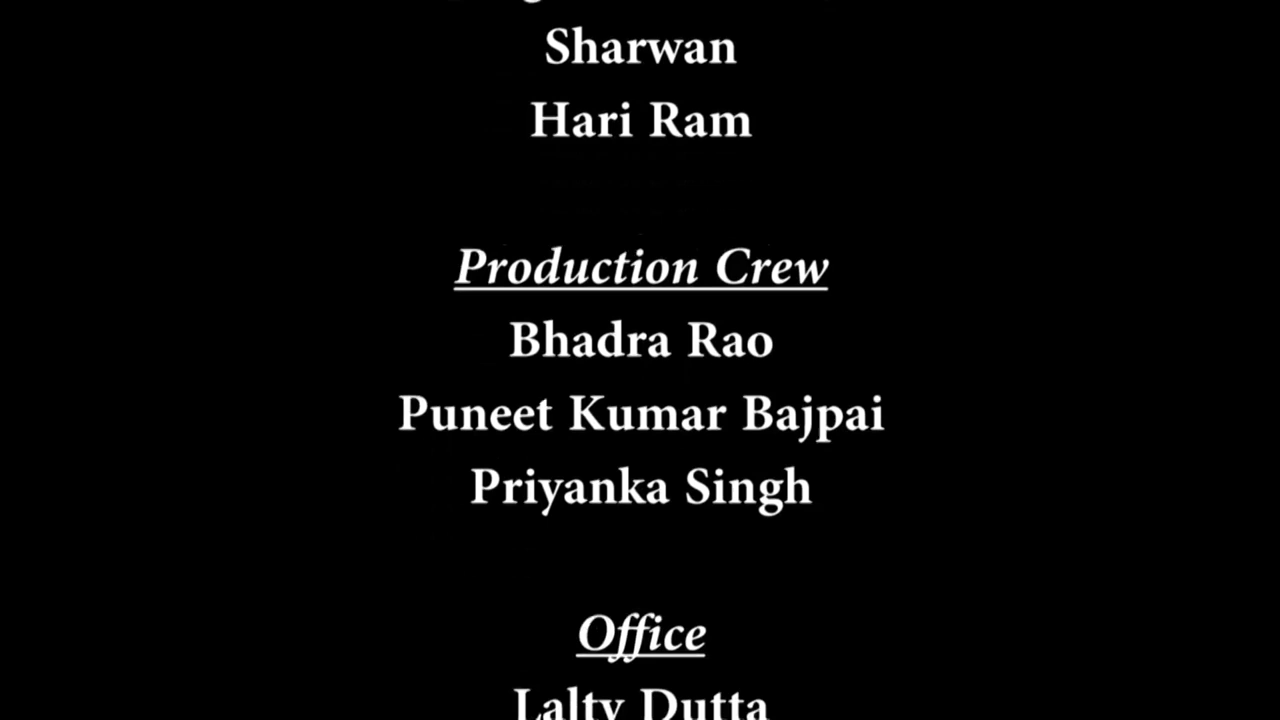 Sharwan
Hari Ram
Production Crew
Bhadra Rao
Puneet Kumar Bajpai
Priyanka Singh
Office
Lalty Dutta